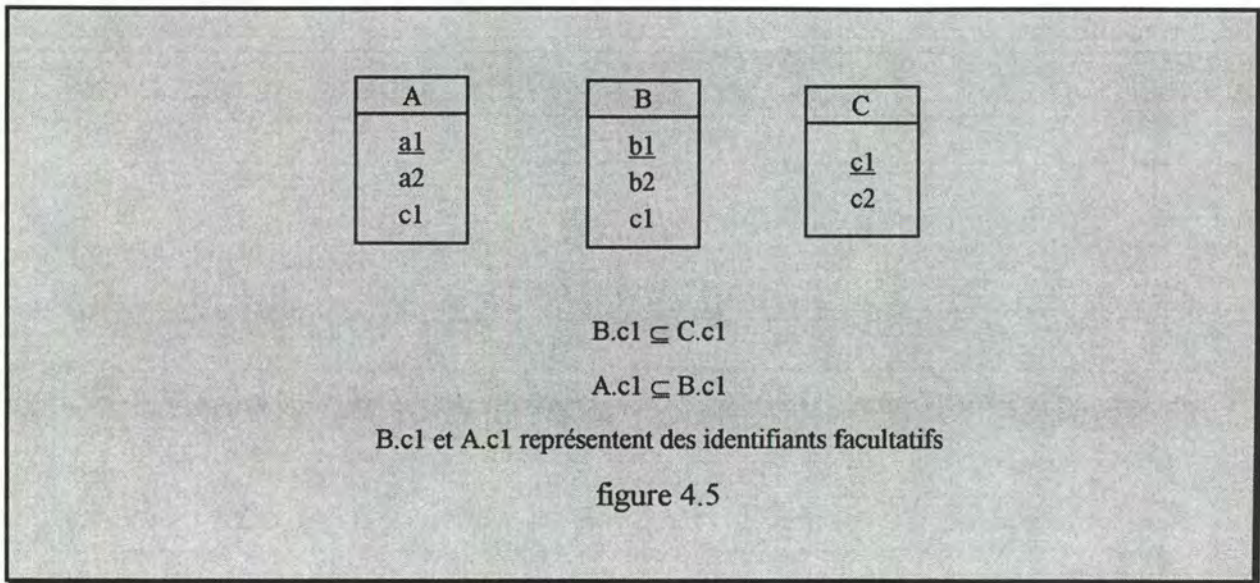 A
a1
a2
c1
B
b1
b2
c1
C
c1
c2
B.c1 ⊆ C.c1
A.c1 ⊆ B.c1
B.c1 et A.c1 représentent des identifiants facultatifs
figure 4.5